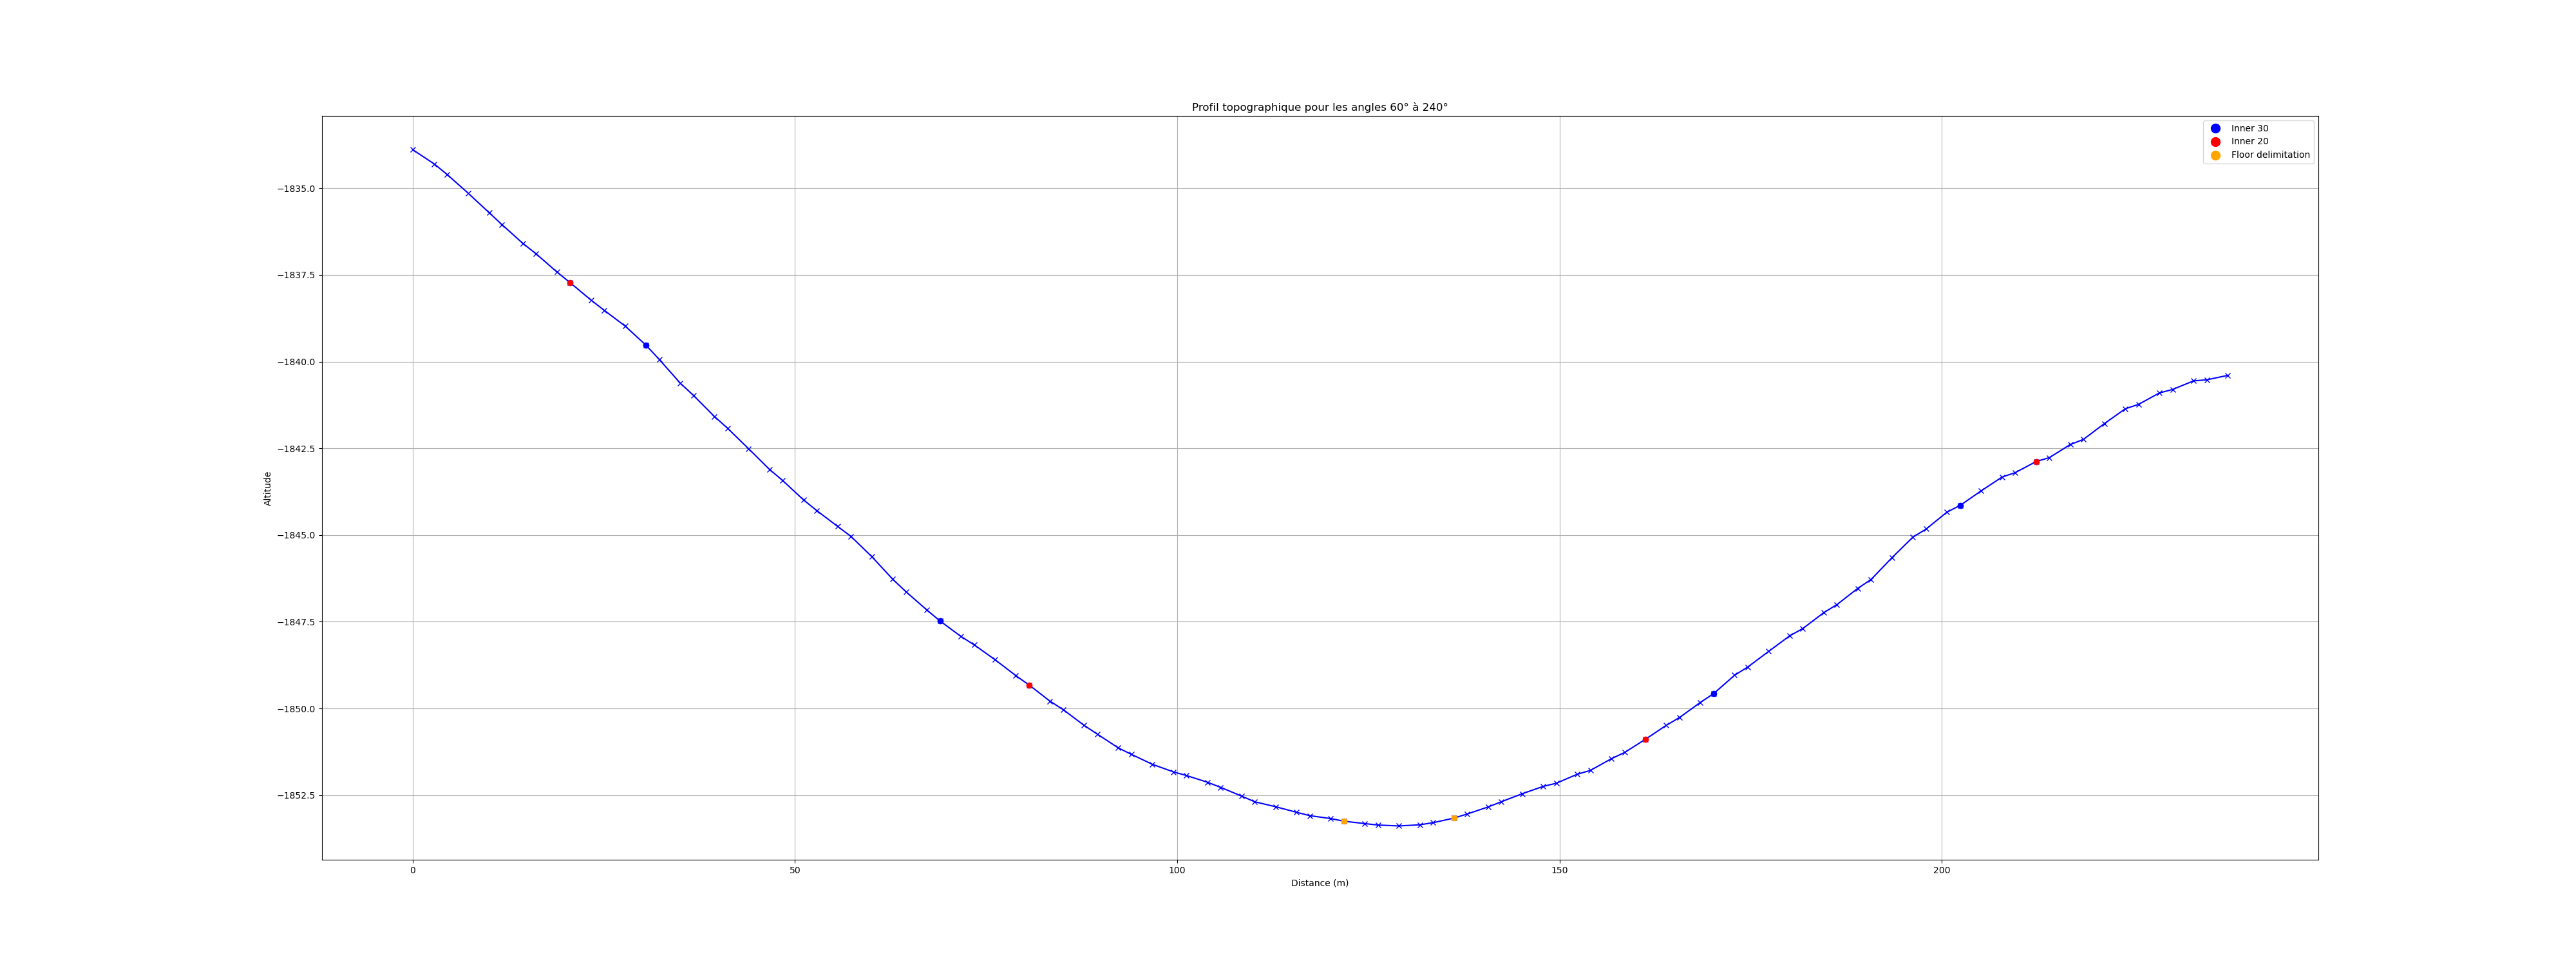 Profil topographique pour les angles 60° à 240°
Inner 30
Inner 20
Floor delimitation
−1835.0
−1837.5
−1840.0
−1842.5
−1845.0
−1847.5
−1850.0
−1852.5
Altitude
0 50 100 150 200
Distance (m)